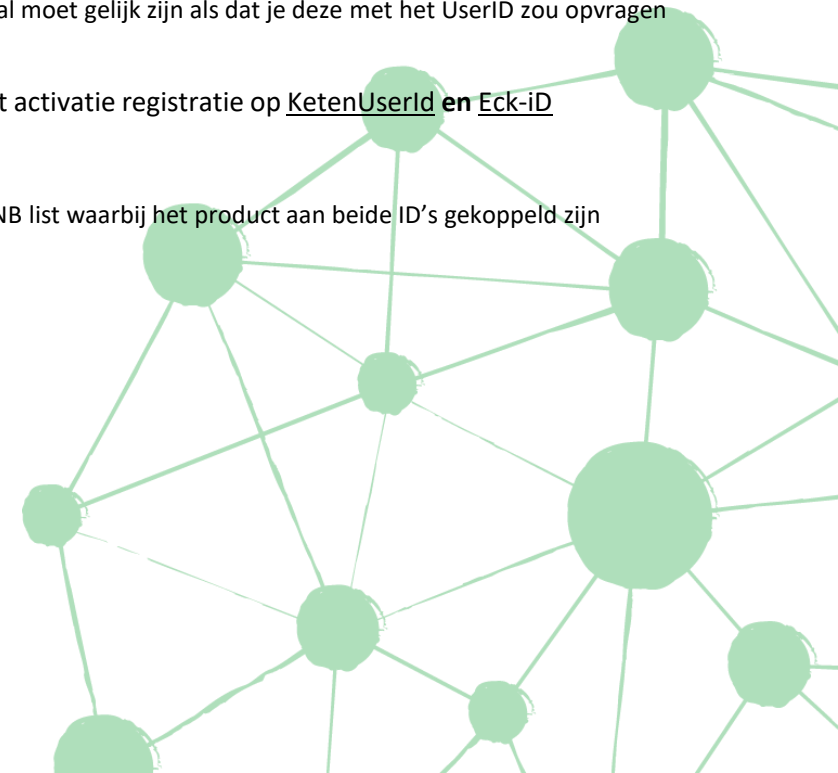 al moet gelijk zijn als dat je deze met het UserID zou opvragen
t activatie registratie op KetenUserId en Eck-iD
NB list waarbij het product aan beide ID’s gekoppeld zijn